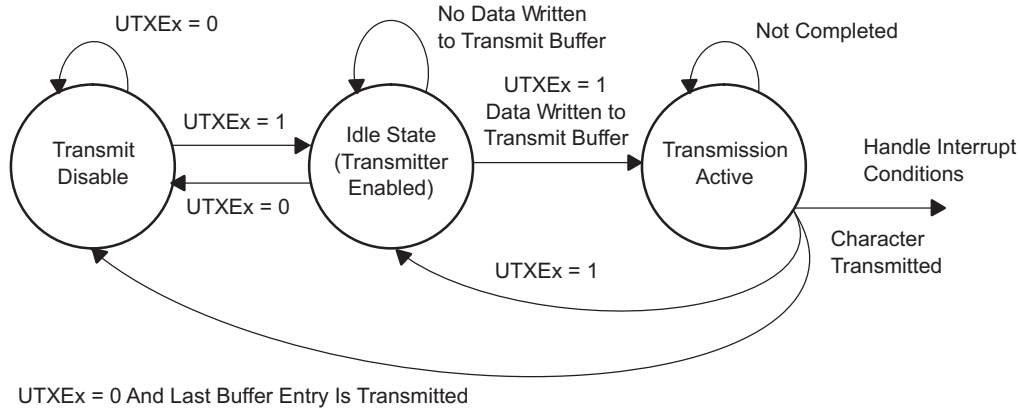 UTXEx = 0
No Data Written
to Transmit Buffer
Not Completed
UTXEx = 1
Data Written to
Transmit Buffer
UTXEx = 1
Transmit
Disable
Idle State
(Transmitter
Enabled)
Transmission
Active
Handle Interrupt
Conditions
UTXEx = 0
Character
Transmitted
UTXEx = 1
UTXEx = 0 And Last Buffer Entry Is Transmitted